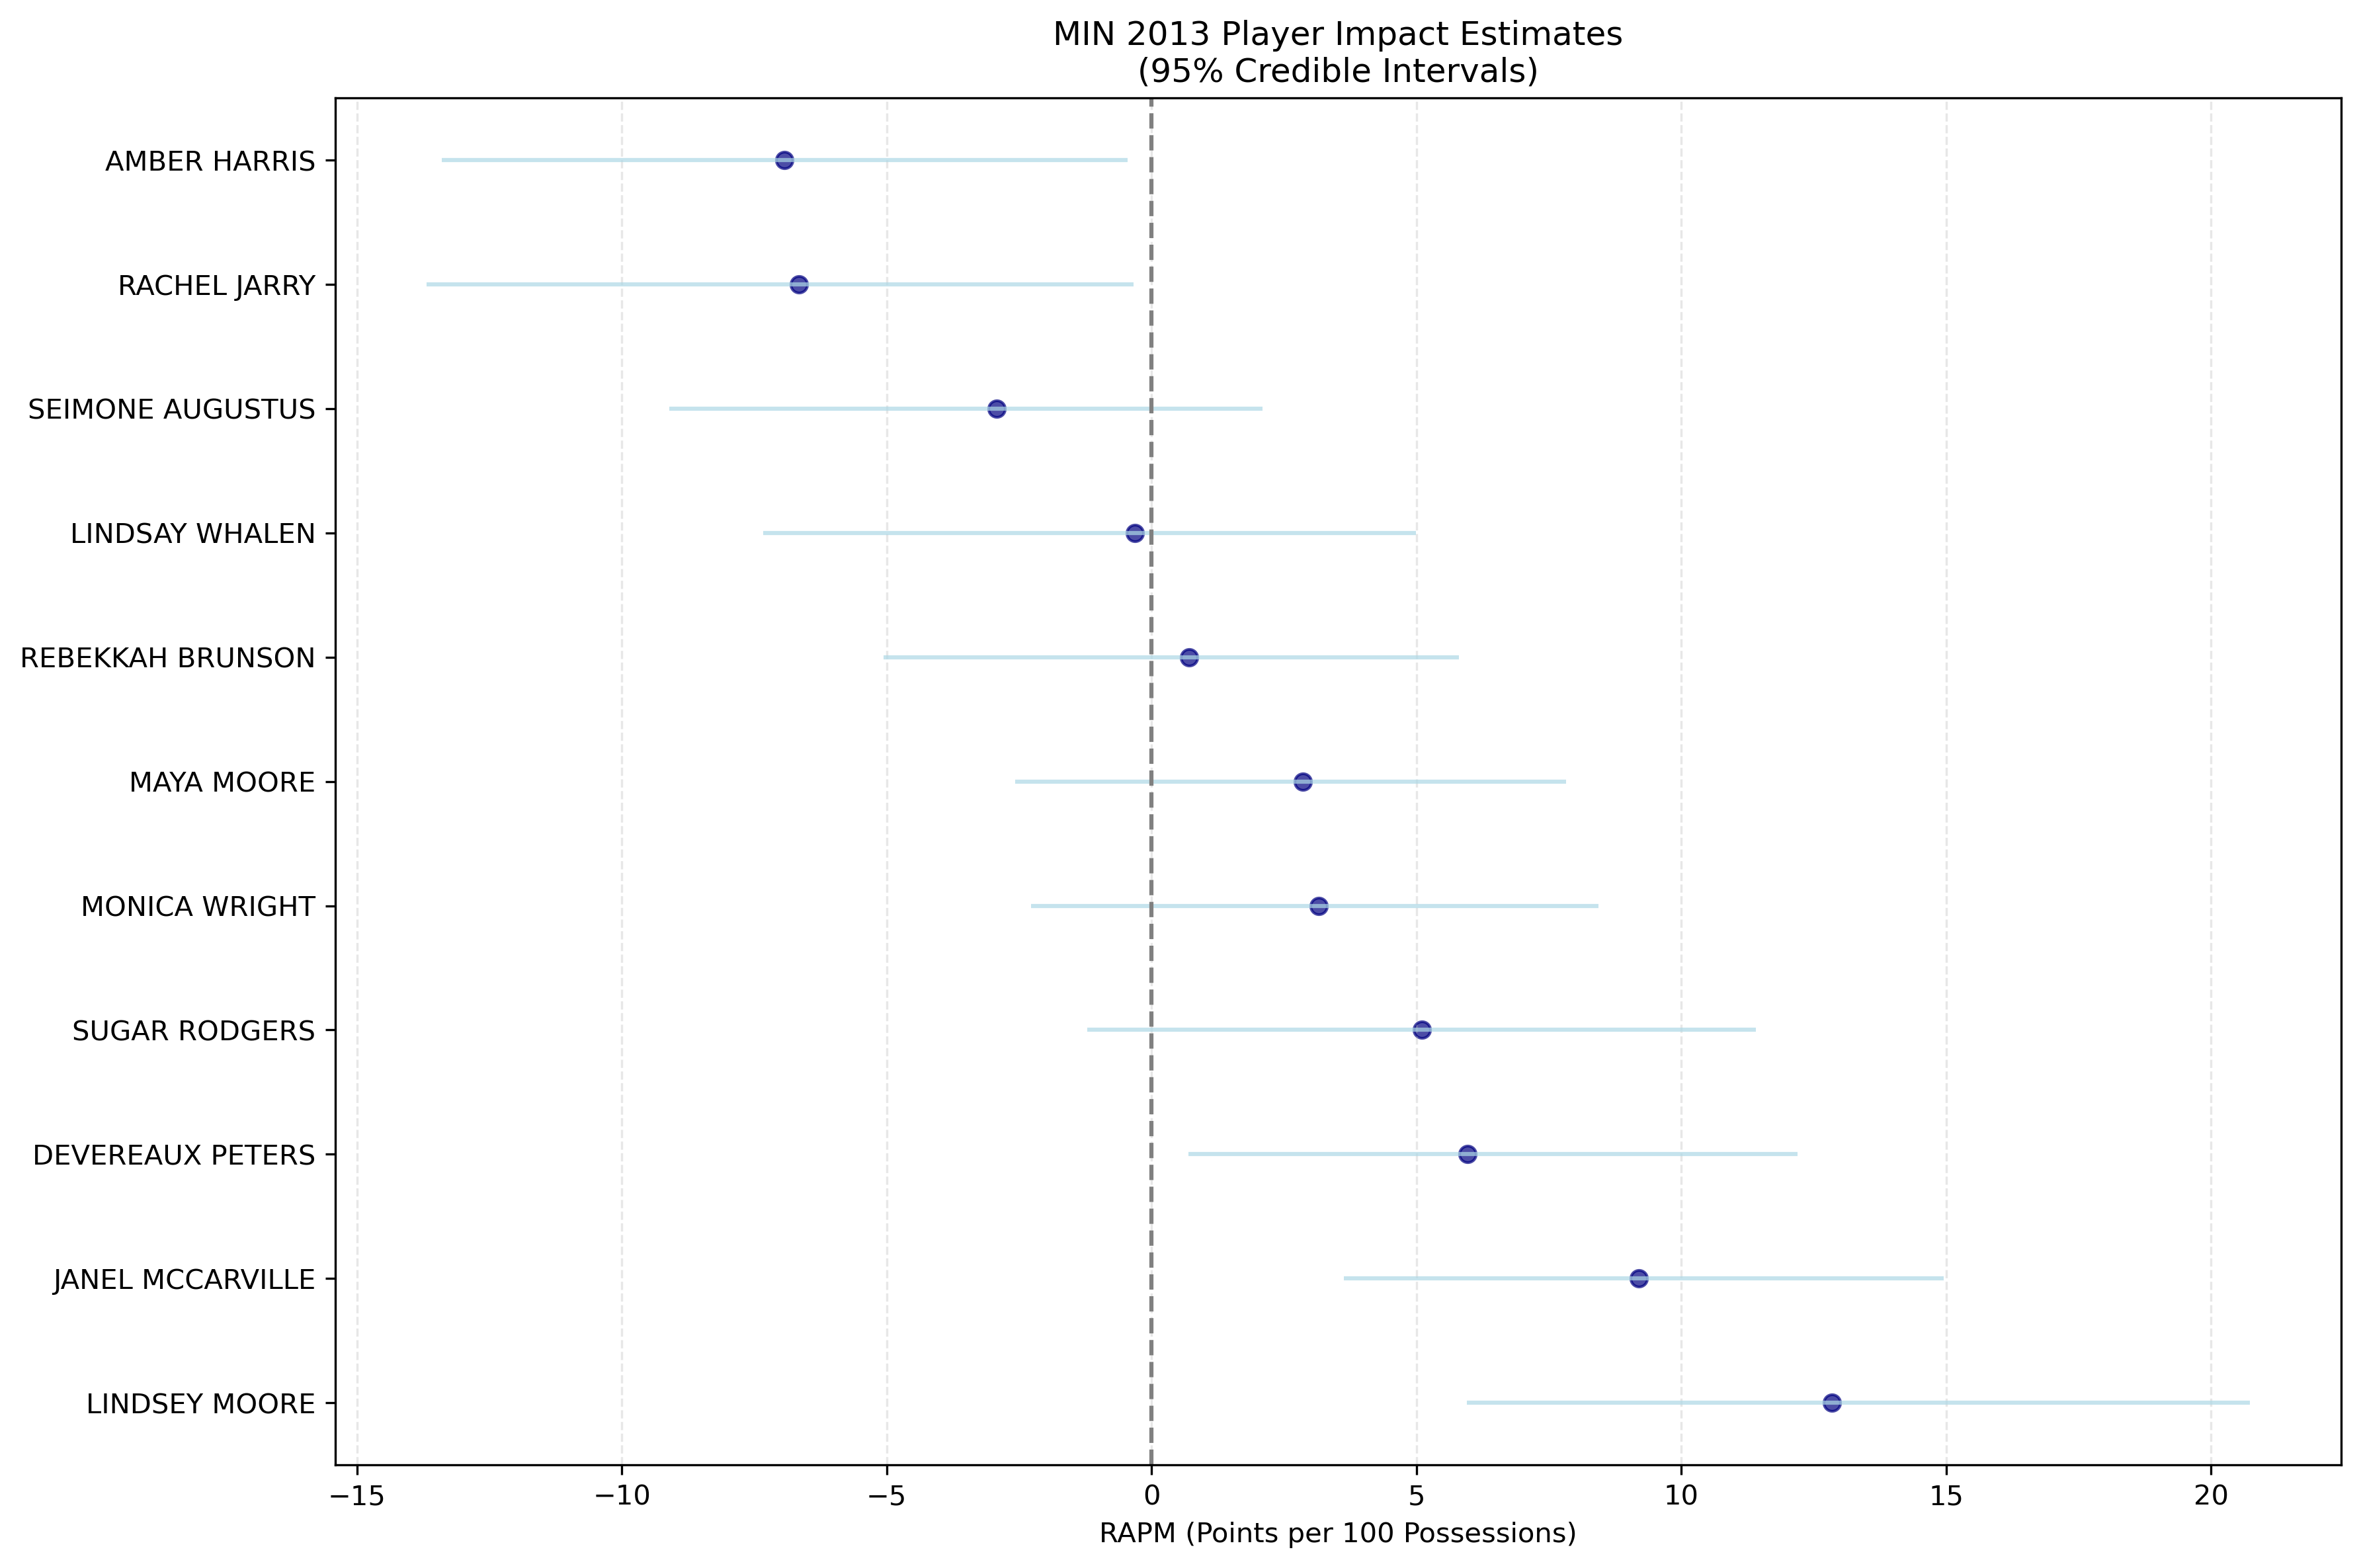 MIN 2013 Player Impact Estimates
(95% Credible Intervals)
AMBER HARRIS
RACHEL JARRY
SEIMONE AUGUSTUS
LINDSAY WHALEN
REBEKKAH BRUNSON
MAYA MOORE
MONICA WRIGHT
SUGAR RODGERS
DEVEREAUX PETERS
JANEL MCCARVILLE
LINDSEY MOORE
−15 −10 −5 0 5 10 15 20
RAPM (Points per 100 Possessions)